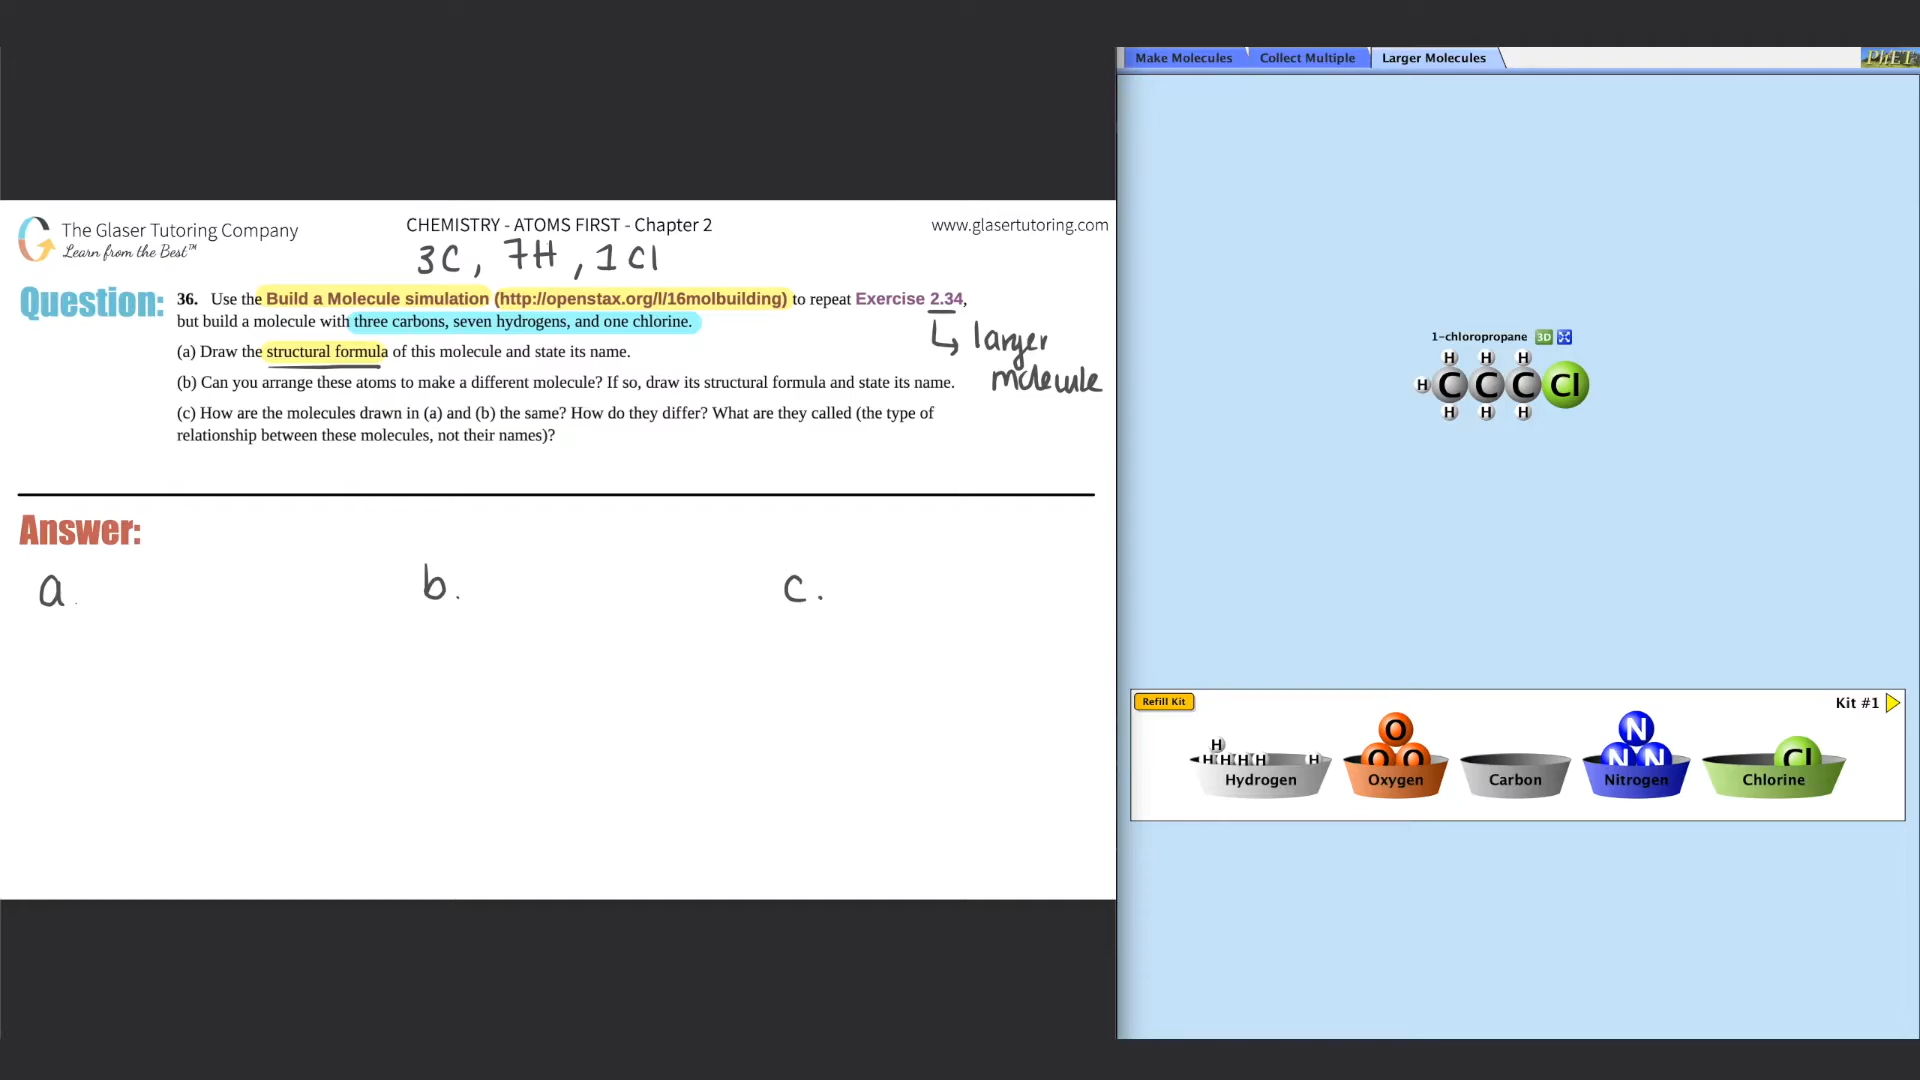 The Glaser Tutoring Company
Learn from the Best™
CHEMISTRY - ATOMS FIRST - Chapter 2
www.glasertutoring.com
3C, 7H, 1Cl
Question:
36. Use the Build a Molecule simulation (http://openstax.org/l/16molbuilding) to repeat Exercise 2.34,
but build a molecule with three carbons, seven hydrogens, and one chlorine.
(a) Draw the structural formula of this molecule and state its name.
(b) Can you arrange these atoms to make a different molecule? If so, draw its structural formula and state its name.
(c) How are the molecules drawn in (a) and (b) the same? How do they differ? What are they called (the type of
relationship between these molecules, not their names)?
larger
molecule
Answer:
a.
b.
c.
Make Molecules Collect Multiple Larger Molecules PhET
1-chloropropane 3D
H H H
H C C C Cl
H H H
Refill Kit
Kit #1
H
H H H H H
O
O O
N
N N
Cl
Hydrogen Oxygen Carbon Nitrogen Chlorine